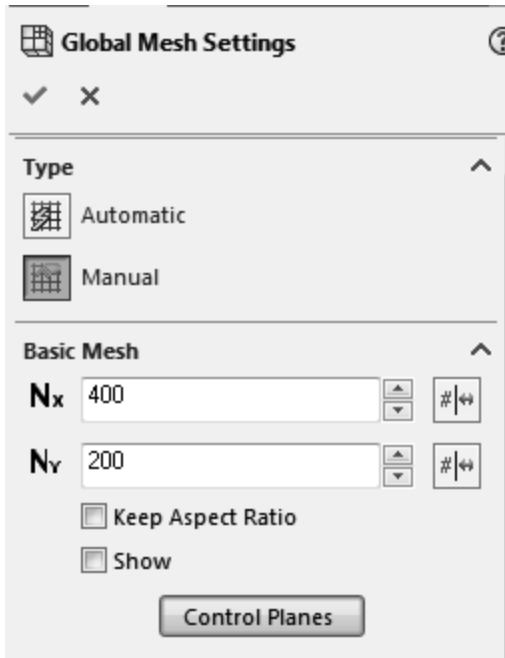 Global Mesh Settings
?
Type
Automatic
Manual
Basic Mesh
Nx 400 #
NY 200 #
Keep Aspect Ratio
Show
Control Planes